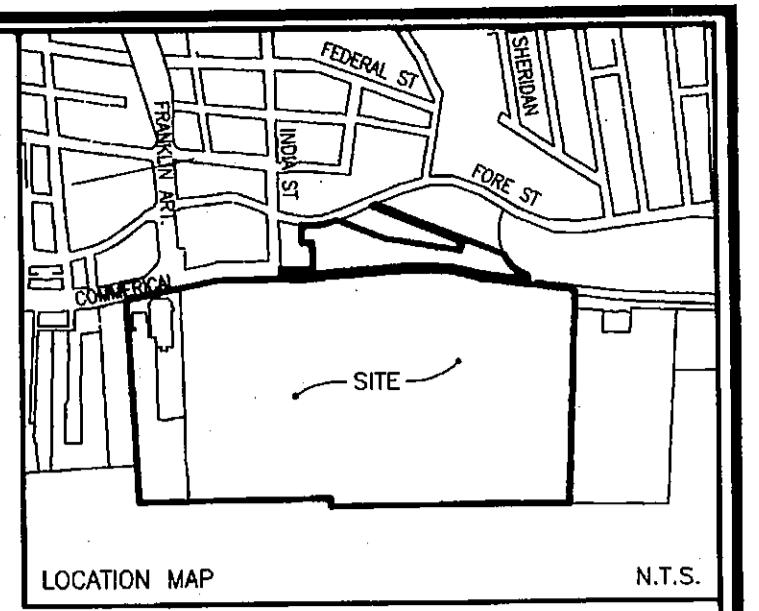 FEDERAL ST
SHERIDAN
FRANKLIN ART.
INDIA ST
FORE ST
COMMERICAL
SITE
LOCATION MAP
N.T.S.